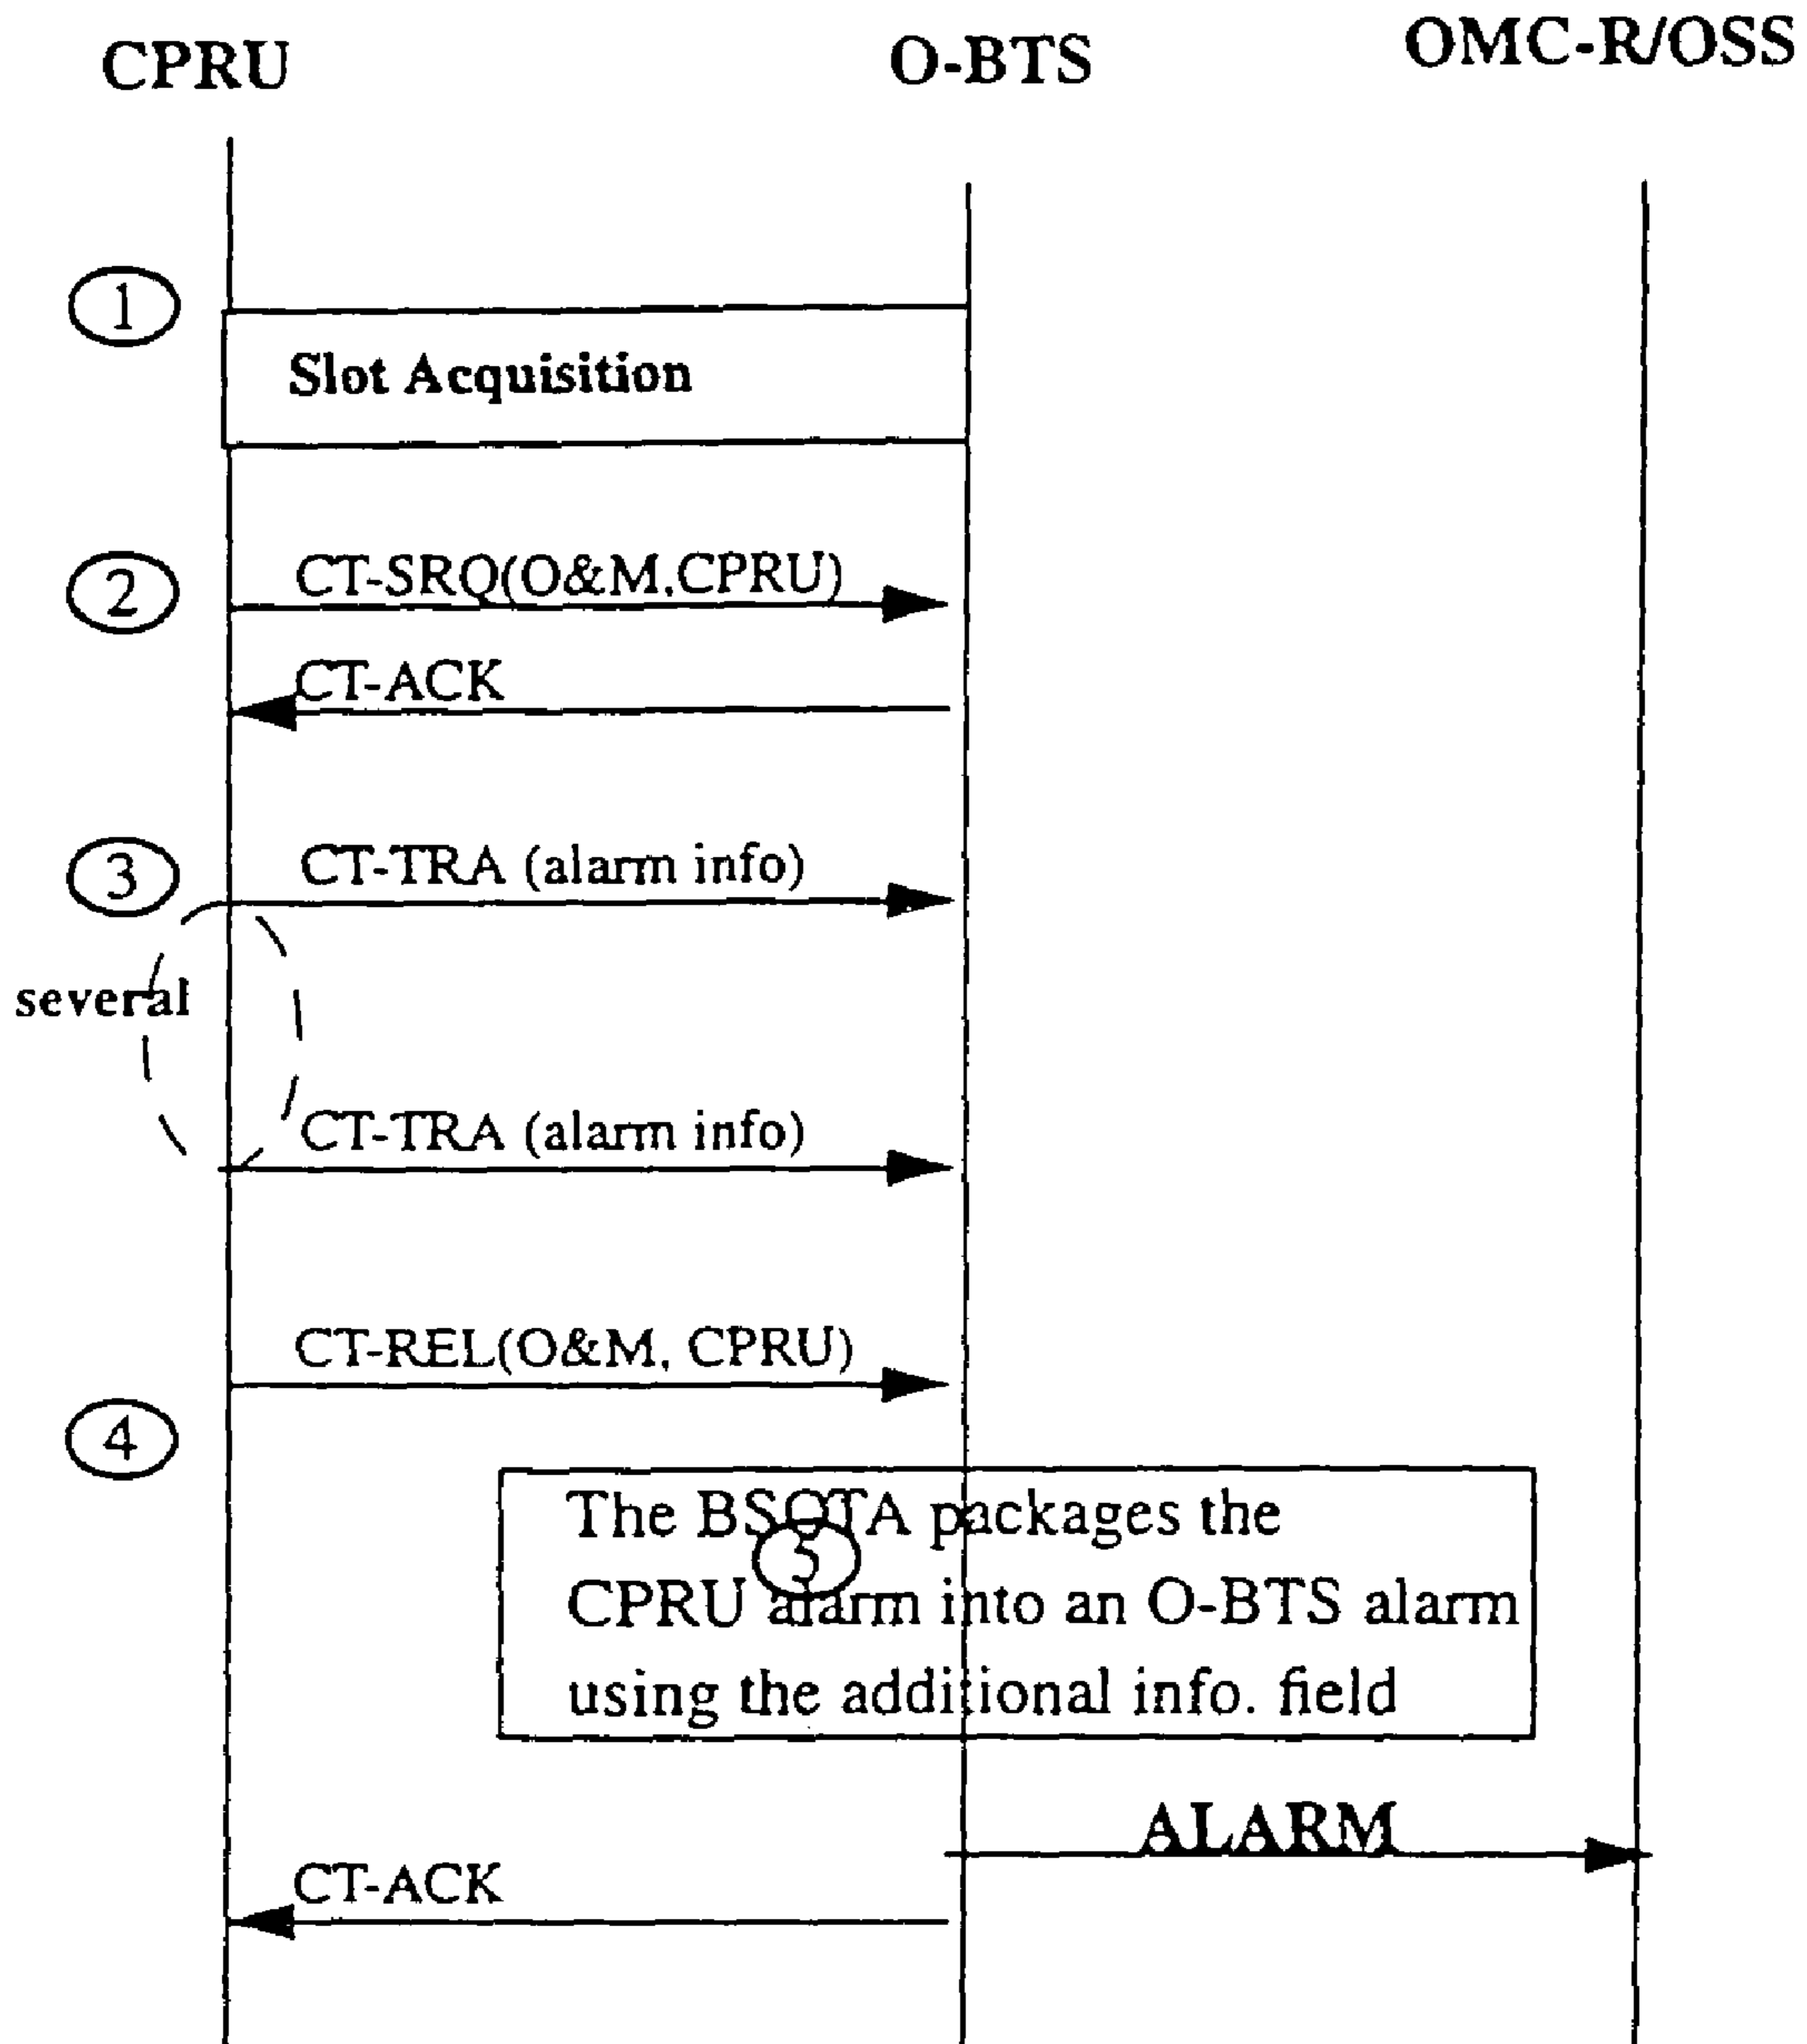 CPRU
O-BTS
OMC-R/OSS
1
Slot Acquisition
2
CT-SRQ(O&M,CPRU)
CT-ACK
3
CT-TRA (alarm info)
several
CT-TRA (alarm info)
CT-REL(O&M, CPRU)
4
The BSOTA packages the
5
CPRU alarm into an O-BTS alarm
using the additional info. field
ALARM
CT-ACK